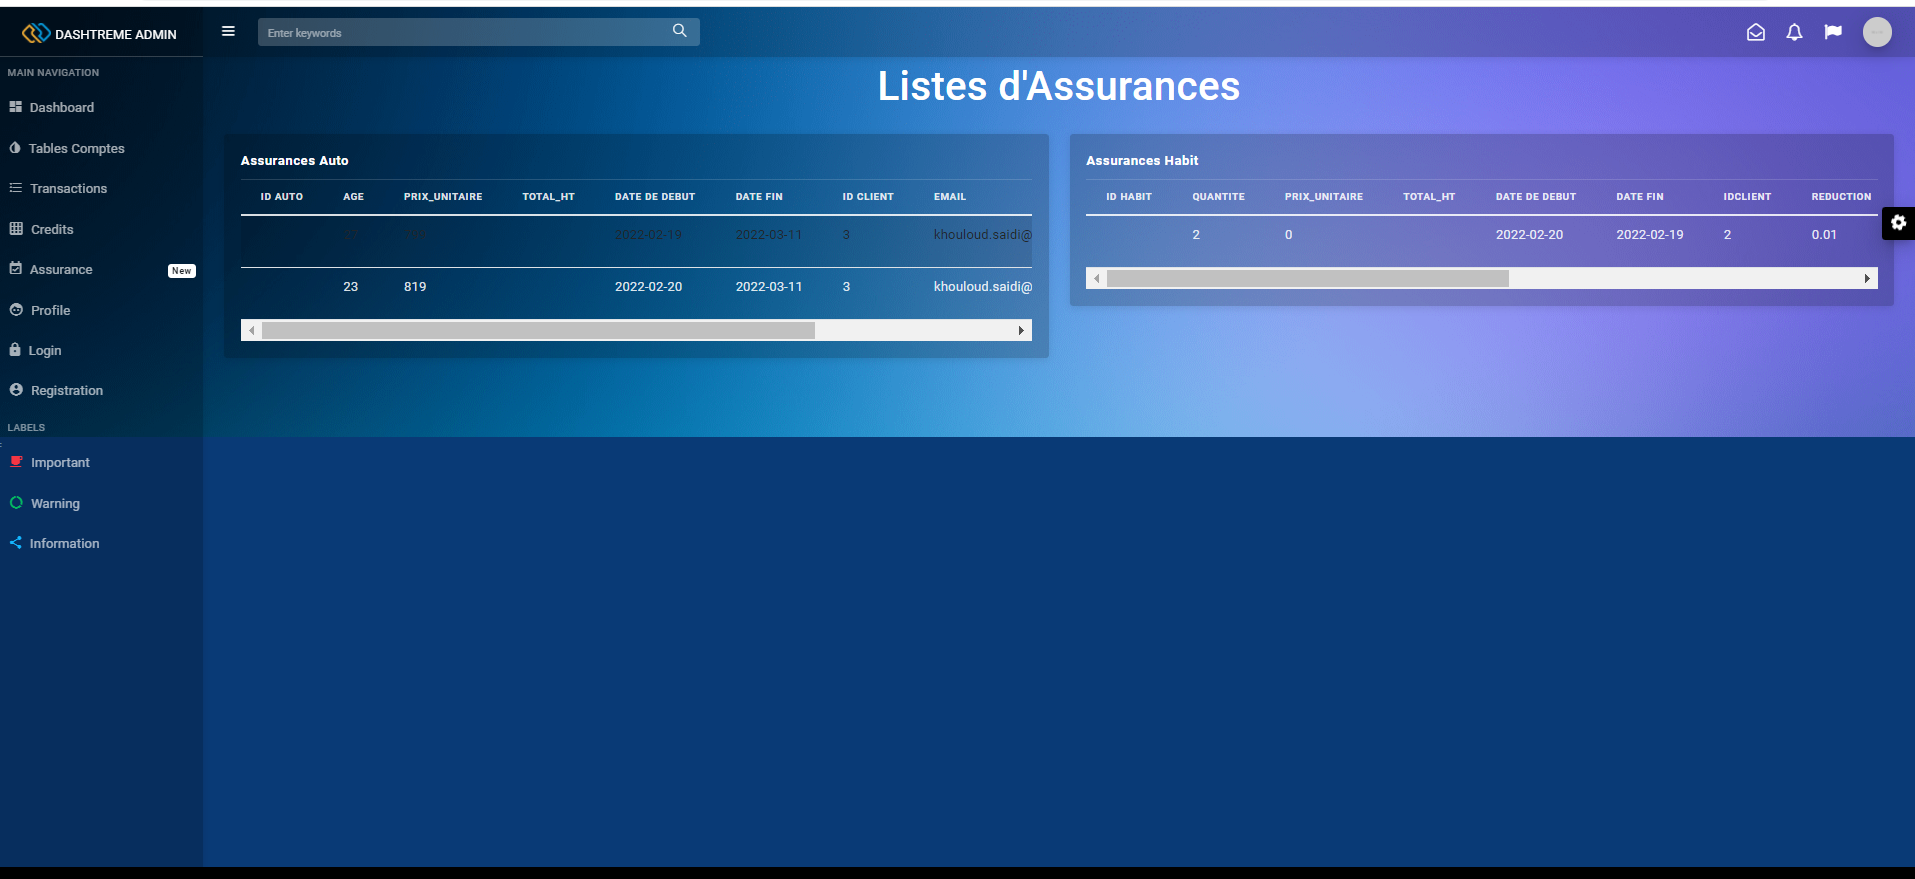 DASHTREME ADMIN
Enter keywords
MAIN NAVIGATION
Dashboard
Tables Comptes
Transactions
Credits
Assurance New
Profile
Login
Registration
LABELS
Important
Warning
Information
Listes d'Assurances
Assurances Auto
ID AUTO AGE PRIX_UNITAIRE TOTAL_HT DATE DE DEBUT DATE FIN ID CLIENT EMAIL
2022-02-19 2022-03-11 3 khouloud.saidi@
23 819 2022-02-20 2022-03-11 3 khouloud.saidi@
Assurances Habit
ID HABIT QUANTITE PRIX_UNITAIRE TOTAL_HT DATE DE DEBUT DATE FIN IDCLIENT REDUCTION
2 0 2022-02-20 2022-02-19 2 0.01